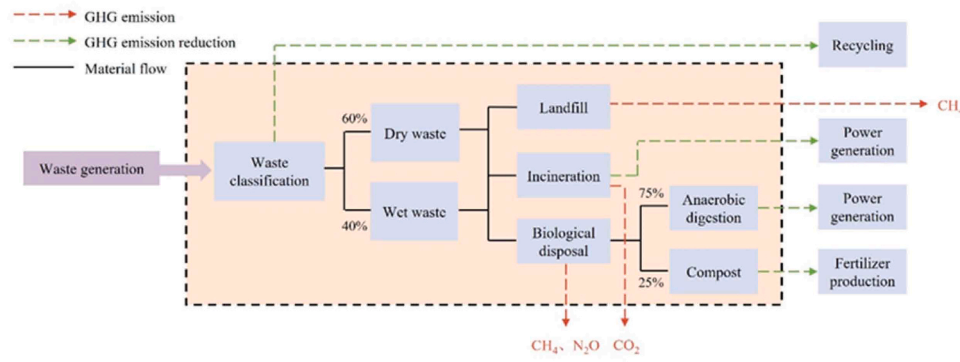 GHG emission
GHG emission reduction
Material flow
Recycling
Landfill
CH
60%
Dry waste
Power
generation
Waste generation
Waste
classification
Incineration
75%
Anaerobic
digestion
Power
generation
40%
Wet waste
Biological
disposal
25%
Compost
Fertilizer
production
CH₄、N₂O CO₂